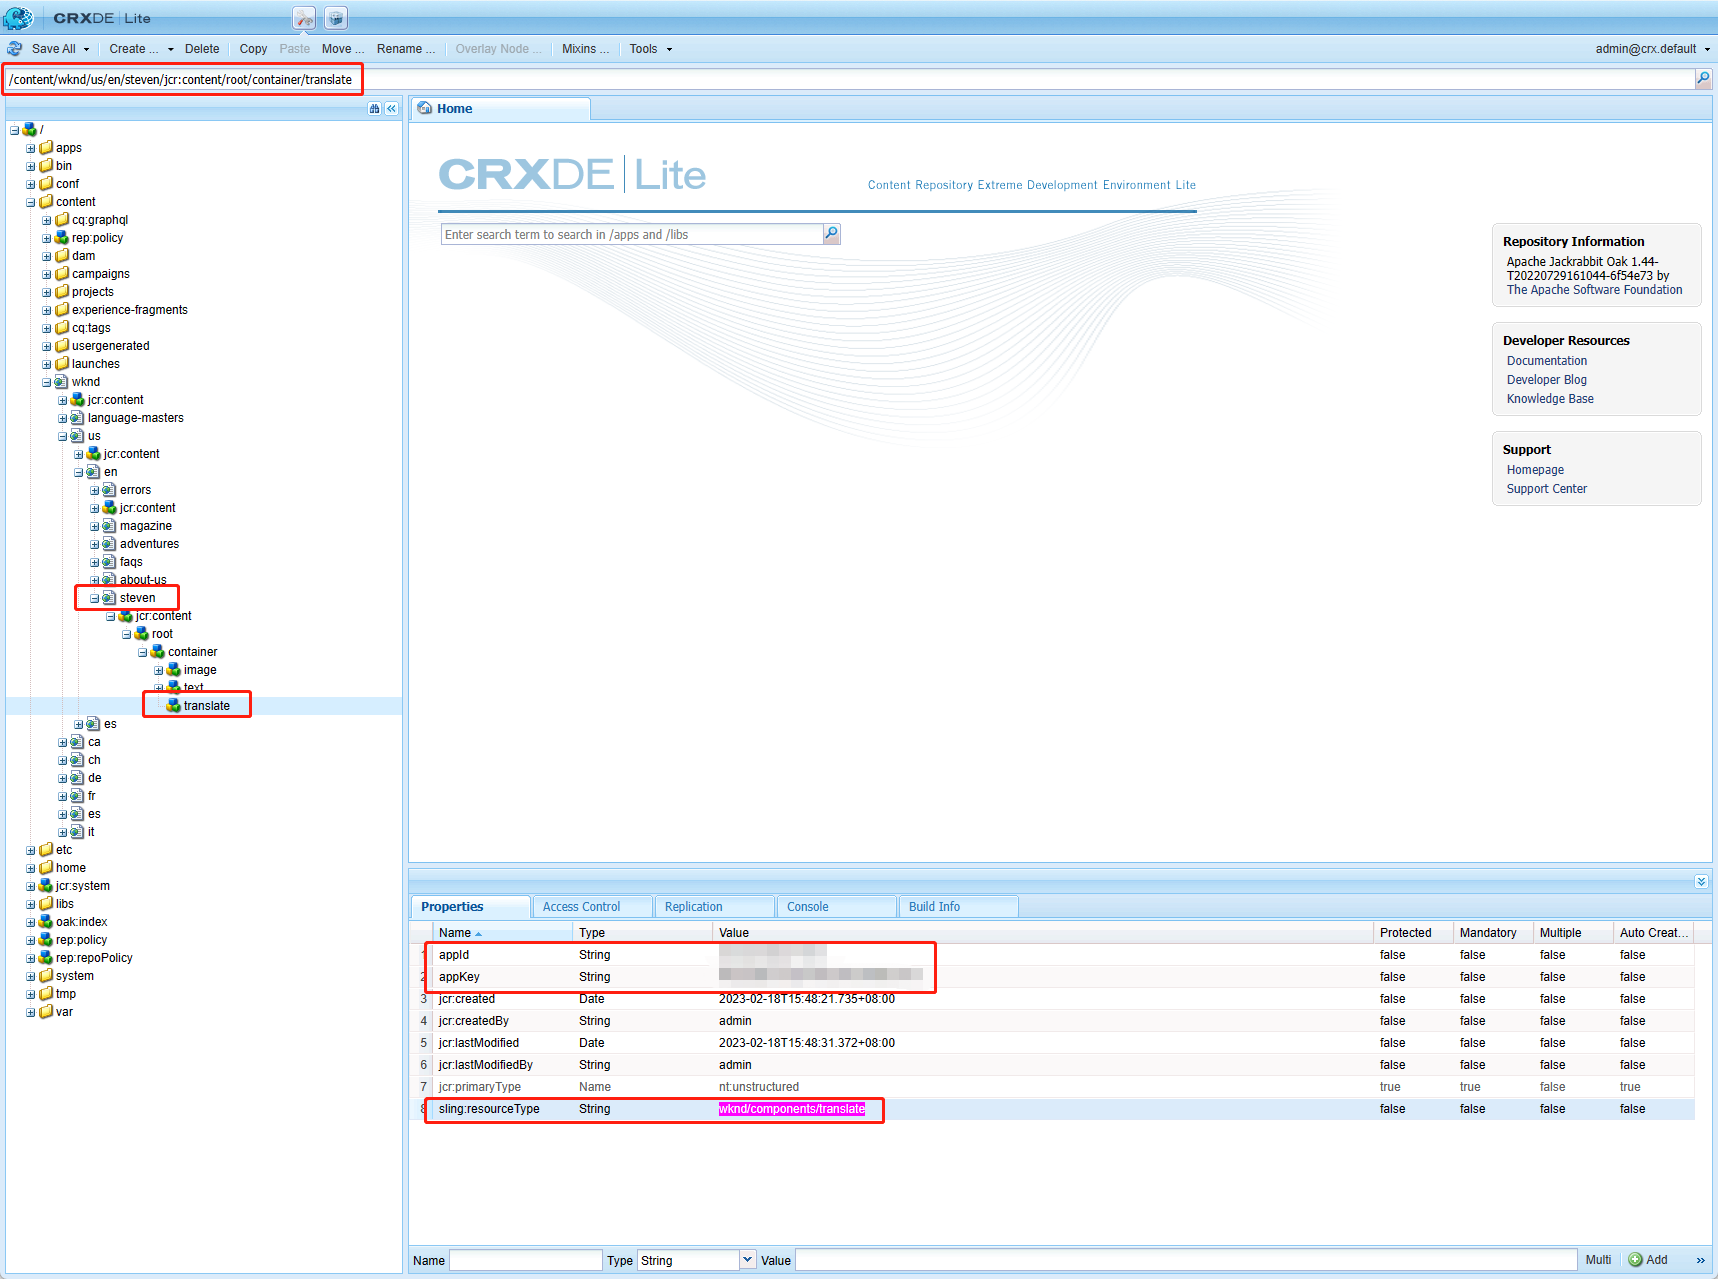 CRXDE | Lite
Save All Create ... Delete Copy Paste Move ... Rename ... Overlay Node ... Mixins ... Tools admin@crx.default
/content/wknd/us/en/steven/jcr:content/root/container/translate
Home
/
apps
bin
conf
content
cq:graphql
rep:policy
dam
campaigns
projects
experience-fragments
cq:tags
usergenerated
launches
wknd
jcr:content
language-masters
us
jcr:content
en
errors
jcr:content
magazine
adventures
faqs
about-us
steven
jcr:content
root
container
image
text
translate
es
ca
ch
de
fr
es
it
etc
home
jcr:system
libs
oak:index
rep:policy
rep:repoPolicy
system
tmp
var
CRXDE | Lite
Content Repository Extreme Development Environment Lite
Enter search term to search in /apps and /libs
Repository Information
Apache Jackrabbit Oak 1.44-
T20220729161044-6f54e73 by
The Apache Software Foundation
Developer Resources
Documentation
Developer Blog
Knowledge Base
Support
Homepage
Support Center
Properties Access Control Replication Console Build Info
Name Type Value Protected Mandatory Multiple Auto Creat...
1 appId String false false false false
2 appKey String false false false false
3 jcr:created Date 2023-02-18T15:48:21.735+08:00 false false false false
4 jcr:createdBy String admin false false false false
5 jcr:lastModified Date 2023-02-18T15:48:31.372+08:00 false false false false
6 jcr:lastModifiedBy String admin false false false false
7 jcr:primaryType Name nt:unstructured true true false true
8 sling:resourceType String wknd/components/translate false false false false
Name Type String Value Multi Add »